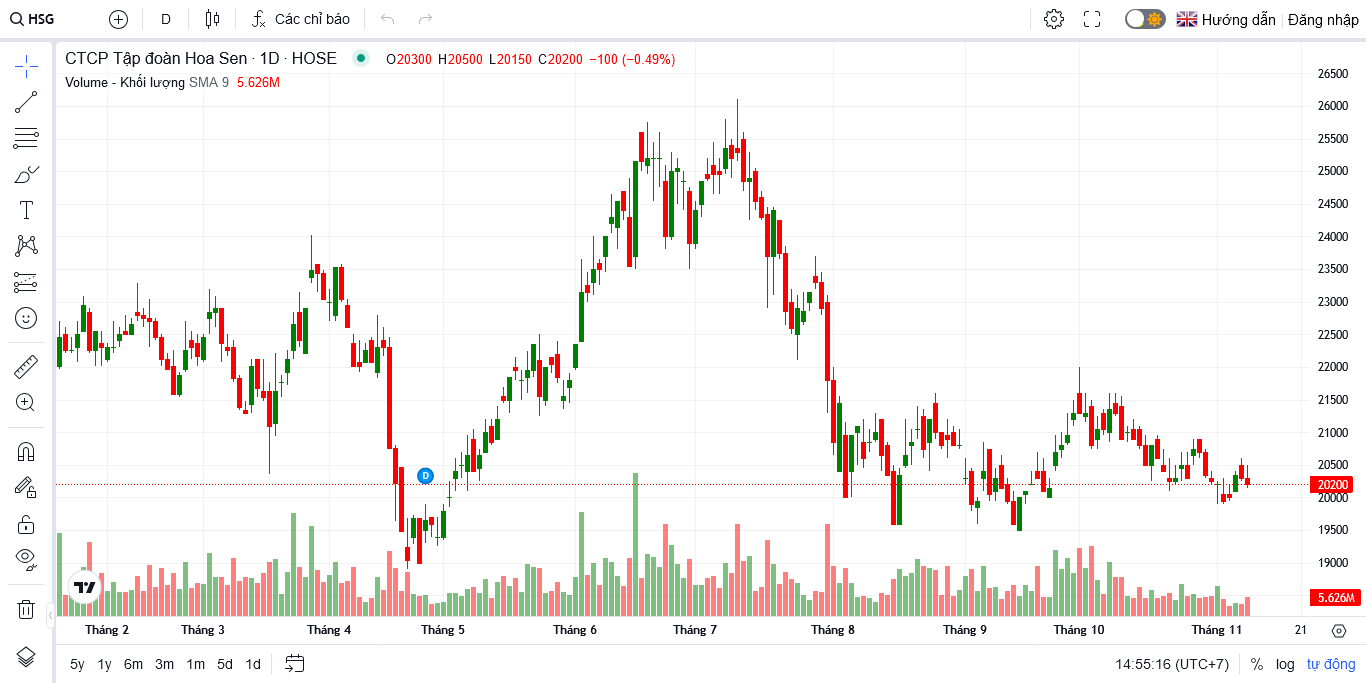 HSG D Các chỉ báo Hướng dẫn Đăng nhập
CTCP Tập đoàn Hoa Sen · 1D · HOSE O20300 H20500 L20150 C20200 −100 (−0.49%)
Volume - Khối lượng SMA 9 5.626M
26500
26000
25500
25000
24500
24000
23500
23000
22500
22000
21500
21000
20500
20200
20000
19500
19000
5.626M
D
Tháng 2 Tháng 3 Tháng 4 Tháng 5 Tháng 6 Tháng 7 Tháng 8 Tháng 9 Tháng 10 Tháng 11 21
5y 1y 6m 3m 1m 5d 1d 14:55:16 (UTC+7) % log tự động